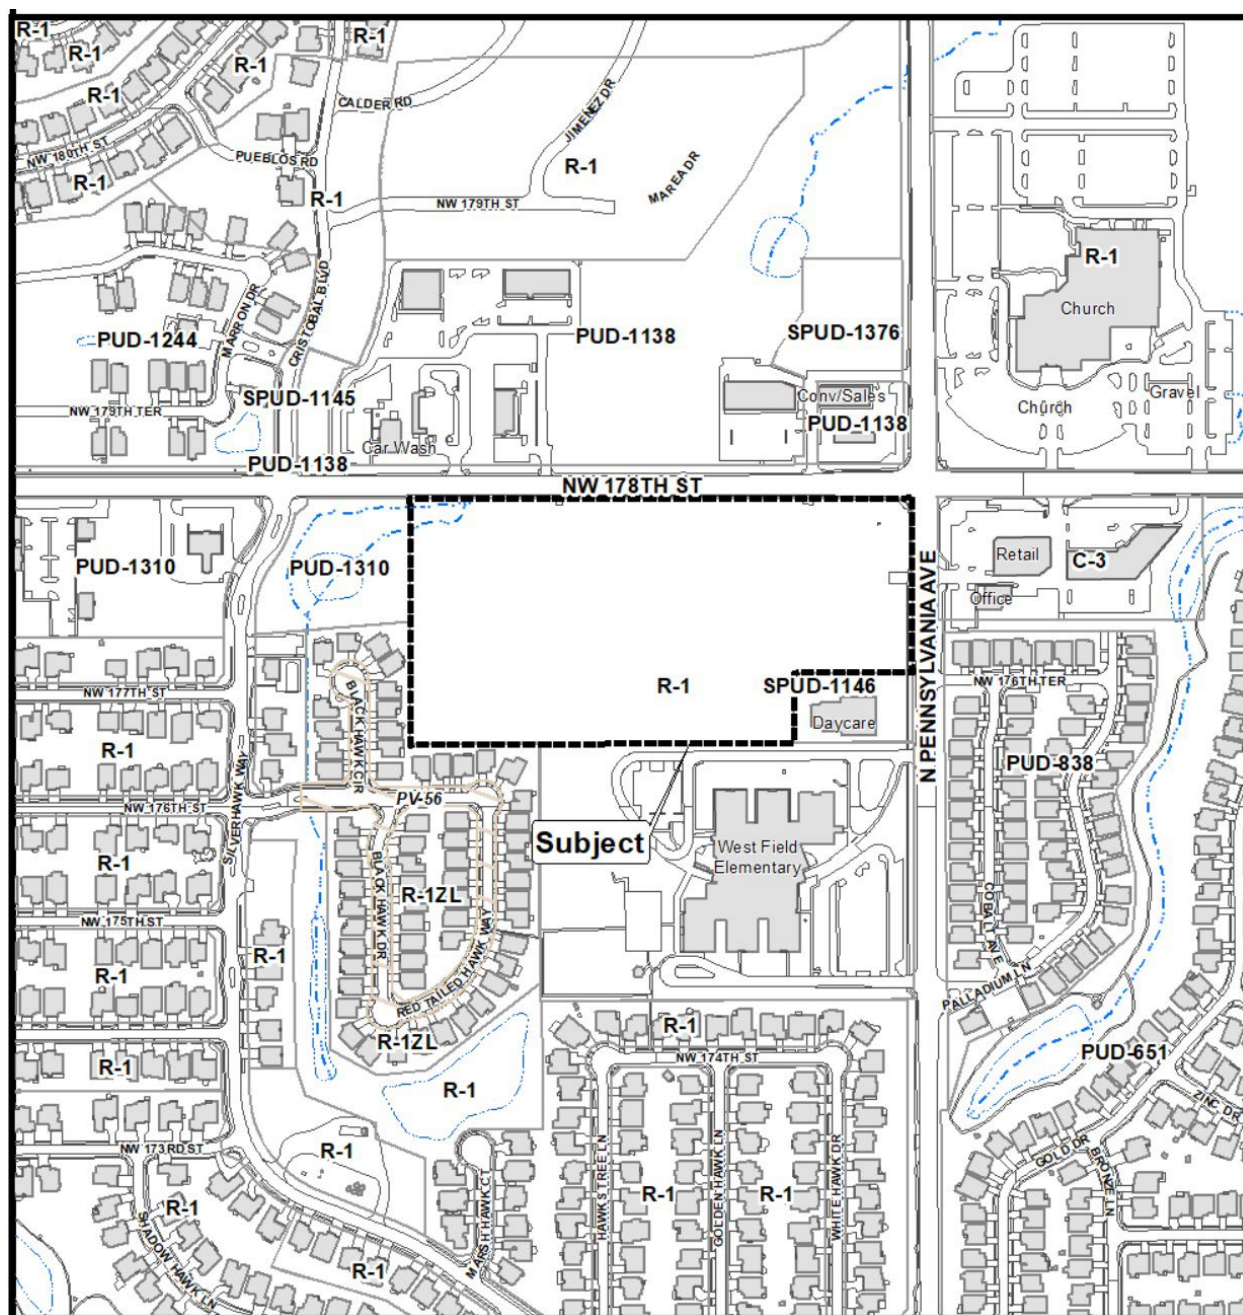 R-1
R-1
R-1
R-1
R-1
CALDER RD
JIMENEZ DR
NW 180TH ST
PUEBLOS RD
R-1
R-1
MAREA DR
R-1
NW 179TH ST
R-1
Church
CRISTOBAL BLVD
MARRON DR
PUD-1244
PUD-1138
SPUD-1376
SPUD-1145
Conv/Sales
Gravel
NW 179TH TER
Church
PUD-1138
Car Wash
PUD-1138
NW 178TH ST
PUD-1310
PUD-1310
N PENNSYLVANIA AVE
Retail
C-3
Office
NW 177TH ST
BLACK HAWK CIR
R-1
SPUD-1146
NW 176TH TER
Daycare
R-1
SILVERHAWK WAY
PUD-838
NW 176TH ST
PV-56
Subject
West Field
Elementary
R-1
BLACK HAWK DR
R-1ZL
NW 175TH ST
RED TAILED HAWK WAY
COBALT AVE
R-1
R-1
PALLADIUM LN
R-1ZL
R-1
NW 174TH ST
PUD-651
R-1
R-1
ZINC DR
NW 173RD ST
R-1
GOLD DR
BRONZE LN
R-1
HAWKS TREE LN
R-1
GOLDEN HAWK LN
R-1
WHITE HAWK DR
SHADOW HAWK LN
MARSH HAWK CT
R-1